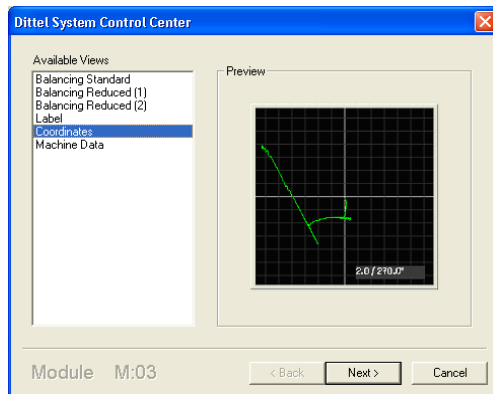 Dittel System Control Center
Available Views
Balancing Standard
Balancing Reduced (1)
Balancing Reduced (2)
Label
Coordinates
Machine Data
Preview
2.0 / 270.0°
Module M:03
< Back
Next >
Cancel